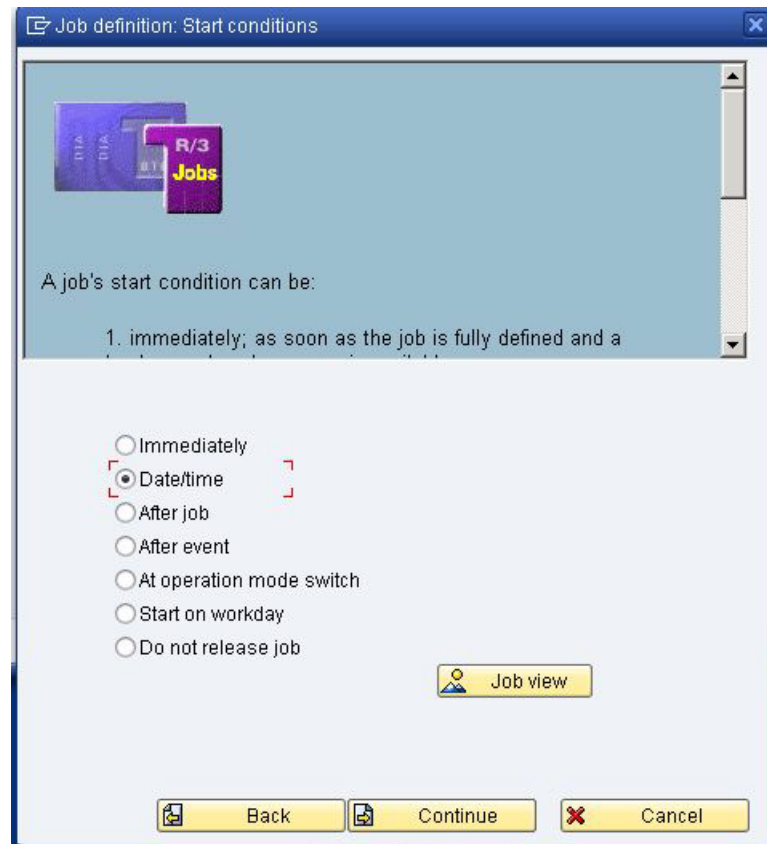 Job definition: Start conditions
R/3
Jobs
A job's start condition can be:
1. immediately; as soon as the job is fully defined and a
Immediately
Date/time
After job
After event
At operation mode switch
Start on workday
Do not release job
Job view
Back
Continue
Cancel